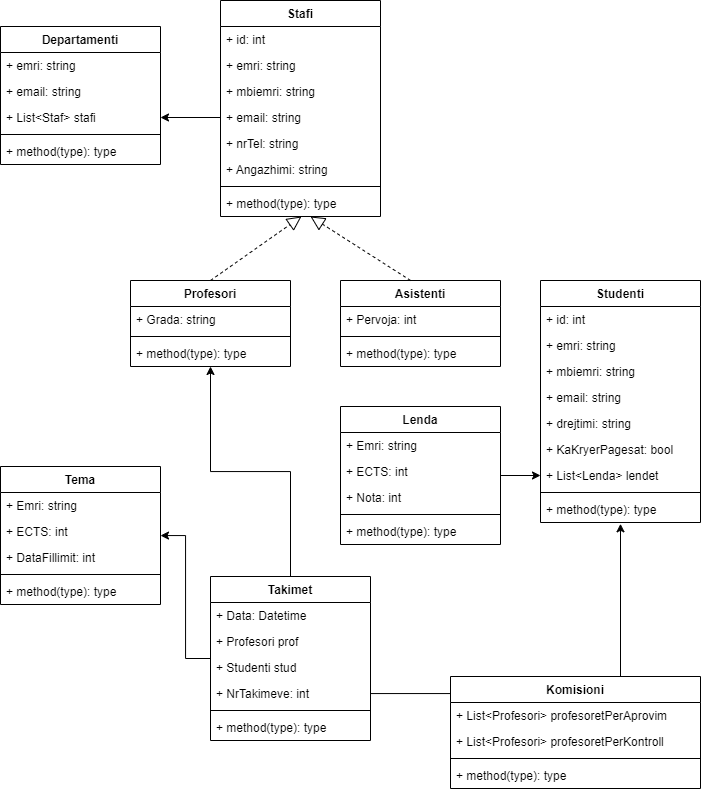 Stafi
+ id: int
+ emri: string
+ mbiemri: string
+ email: string
+ nrTel: string
+ Angazhimi: string
+ method(type): type
Departamenti
+ emri: string
+ email: string
+ List<Staf> stafi
+ method(type): type
Profesori
+ Grada: string
+ method(type): type
Asistenti
+ Pervoja: int
+ method(type): type
Studenti
+ id: int
+ emri: string
+ mbiemri: string
+ email: string
+ drejtimi: string
+ KaKryerPagesat: bool
+ List<Lenda> lendet
+ method(type): type
Lenda
+ Emri: string
+ ECTS: int
+ Nota: int
+ method(type): type
Tema
+ Emri: string
+ ECTS: int
+ DataFillimit: int
+ method(type): type
Takimet
+ Data: Datetime
+ Profesori prof
+ Studenti stud
+ NrTakimeve: int
+ method(type): type
Komisioni
+ List<Profesori> profesoretPerAprovim
+ List<Profesori> profesoretPerKontroll
+ method(type): type